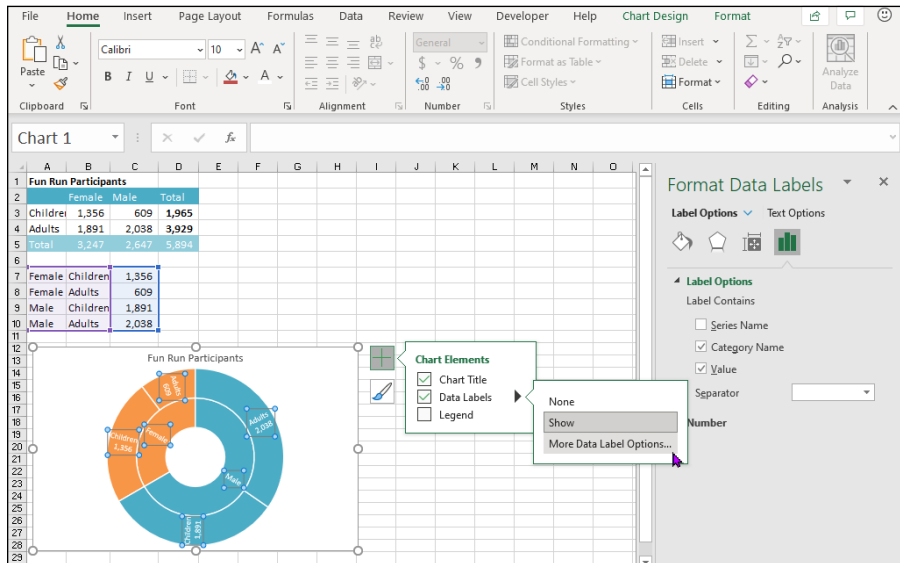 File Home Insert Page Layout Formulas Data Review View Developer Help Chart Design Format
Calibri 10 A^ A˅ ab General Conditional Formatting Insert Σ
Paste B I U A $ % 9 Format as Table Delete Analyze
Cell Styles Format Data
Clipboard Font Alignment Number Styles Cells Editing Analysis
Chart 1 fx
A B C D E F G H I J K L M N O
1 Fun Run Participants
2 Female Male Total
3 Childre 1,356 609 1,965
4 Adults 1,891 2,038 3,929
5 Total 3,247 2,647 5,894
6
7 Female Children 1,356
8 Female Adults 609
9 Male Children 1,891
10 Male Adults 2,038
11
12
13
14
15
16
17
18
19
20
21
22
23
24
25
26
27
28
29
Fun Run Participants
Adults
609
Female
Children
1,356
Adults
2,038
Male
Children
1,891
Chart Elements
Chart Title
Data Labels
Legend
None
Show
More Data Label Options...
Format Data Labels
Label Options Text Options
Label Options
Label Contains
Series Name
Category Name
Value
Separator
Number